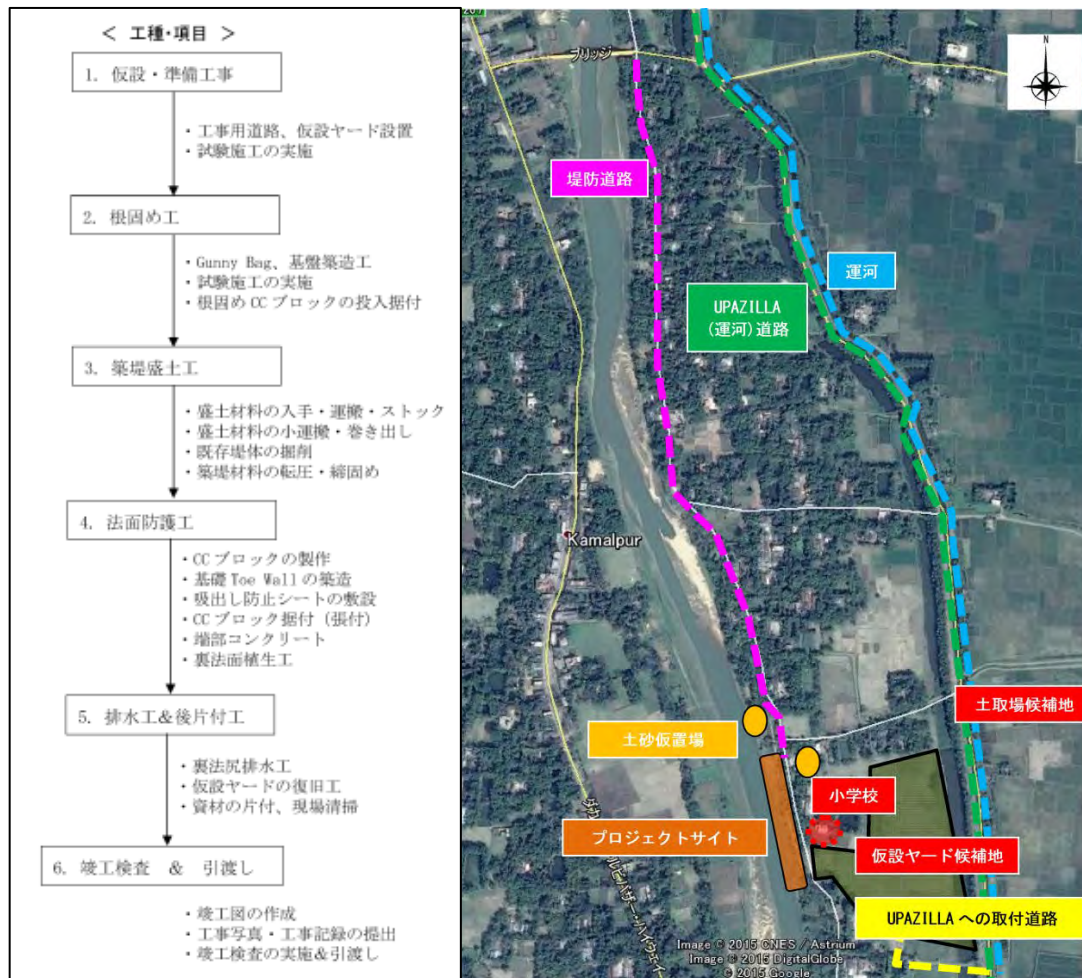 ＜ 工種・項目 ＞
1. 仮設・準備工事
・工事用道路、仮設ヤード設置
・試験施工の実施
2. 根固め工
・Gunny Bag、基盤築造工
・試験施工の実施
・根固め CC ブロックの投入据付
3. 築堤盛土工
・盛土材料の入手・運搬・ストック
・盛土材料の小運搬・巻き出し
・既存堤体の掘削
・築堤材料の転圧・締固め
4. 法面防護工
・CC ブロックの製作
・基礎 Toe Wall の築造
・吸出し防止シートの敷設
・CC ブロック据付（張付）
・端部コンクリート
・裏法面植生工
5. 排水工＆後片付工
・裏法尻排水工
・仮設ヤードの復旧工
・資材の片付、現場清掃
6. 竣工検査 ＆ 引渡し
・竣工図の作成
・工事写真・工事記録の提出
・竣工検査の実施＆引渡し
2015
ブリッジ
N
堤防道路
運河
UPAZILLA
(運河)道路
Kamalpur
土取場候補地
土砂仮置場
小学校
プロジェクトサイト
仮設ヤード候補地
UPAZILLA への取付道路
Image © 2015 CNES / Astrium
Image © 2015 DigitalGlobe
© 2015 Google